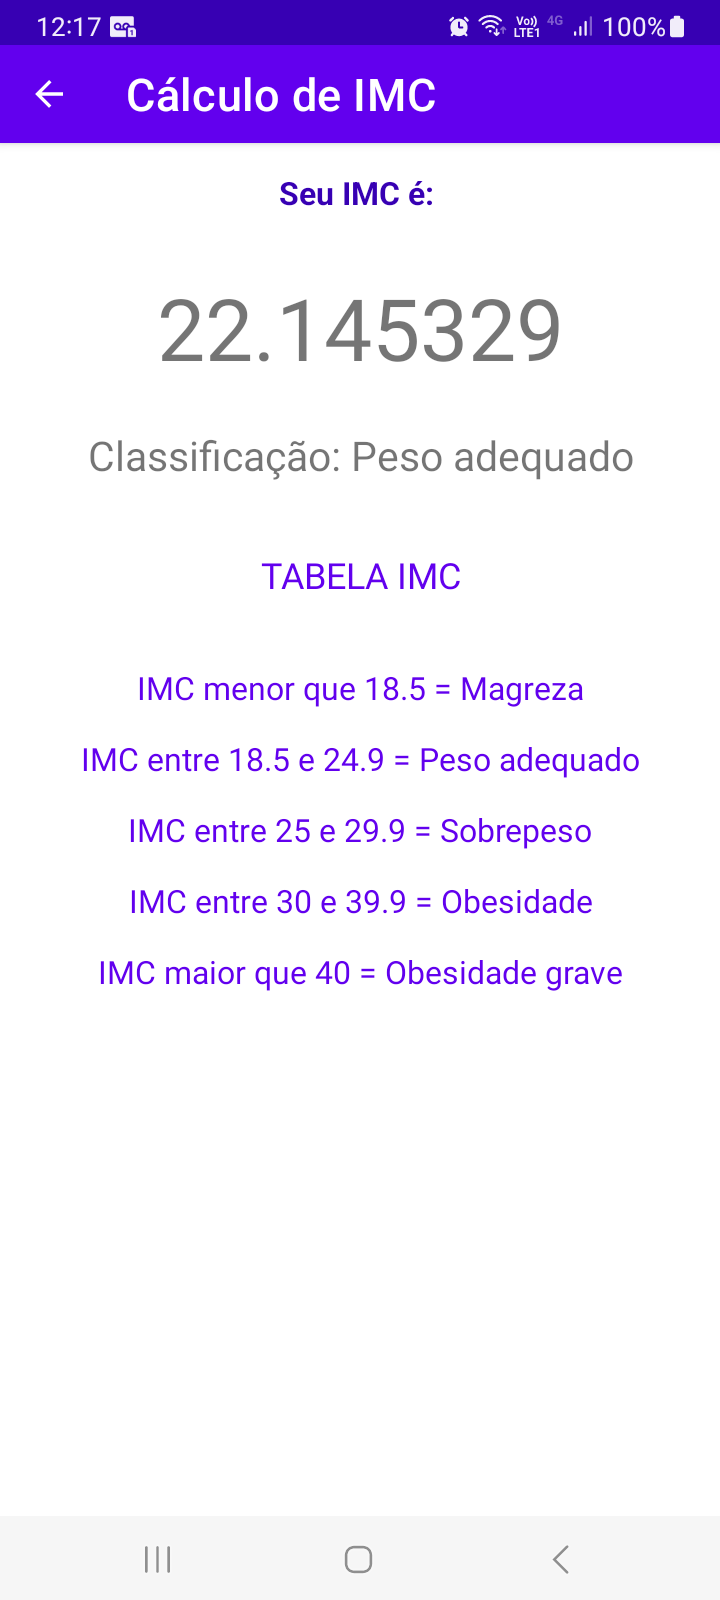 12:17 Vo)) LTE1 4G 100%
Cálculo de IMC
Seu IMC é:
22.145329
Classificação: Peso adequado
TABELA IMC
IMC menor que 18.5 = Magreza
IMC entre 18.5 e 24.9 = Peso adequado
IMC entre 25 e 29.9 = Sobrepeso
IMC entre 30 e 39.9 = Obesidade
IMC maior que 40 = Obesidade grave